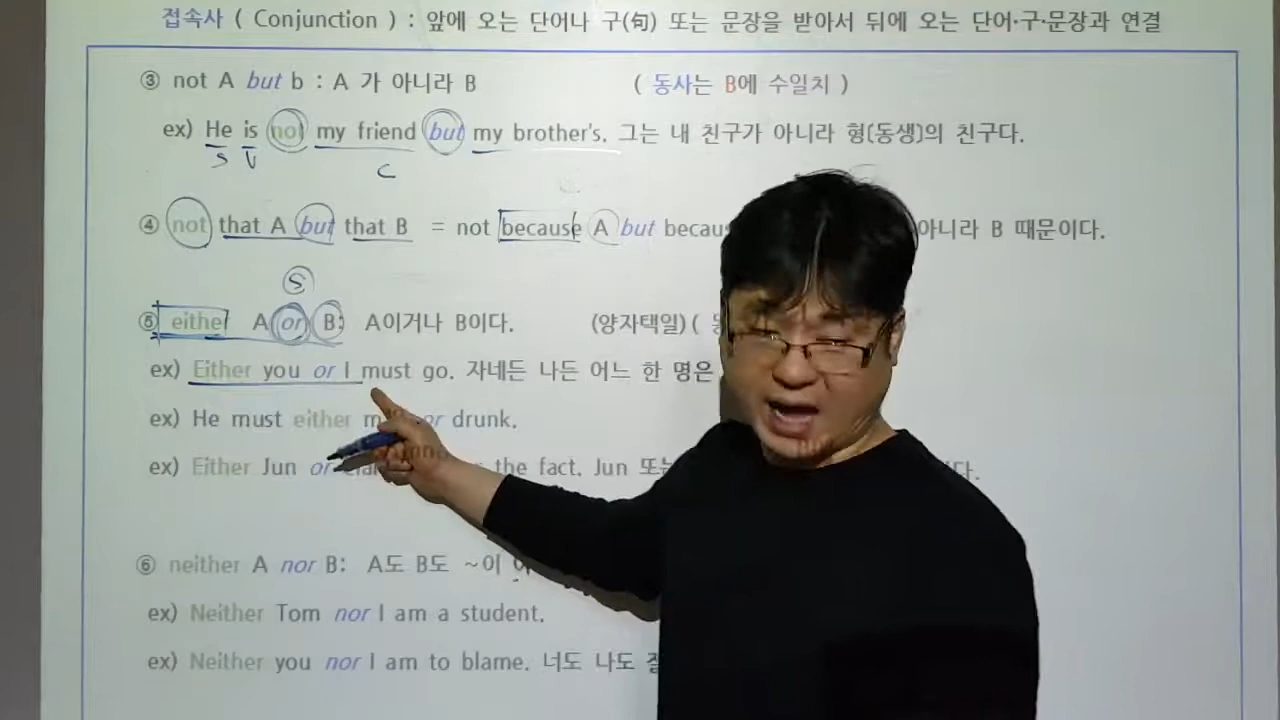 접속사 ( Conjunction ) : 앞에 오는 단어나 구(句) 또는 문장을 받아서 뒤에 오는 단어·구·문장과 연결
③ not A but b : A 가 아니라 B ( 동사는 B에 수일치 )
ex) He is not my friend but my brother's. 그는 내 친구가 아니라 형(동생)의 친구다.
S V C
④ not that A but that B = not because A but 아니라 B 때문이다.
S
⑤ either A or B: A이거나 B이다. (양자택일) (
ex) Either you or I must go. 자네든 나든 어느 한 명은
ex) He must either or drunk.
ex) Either Jun or the fact. Jun 또는
⑥ neither A nor B: A도 B도 ~이
ex) Neither Tom nor I am a student.
ex) Neither you nor I am to blame. 너도 나도